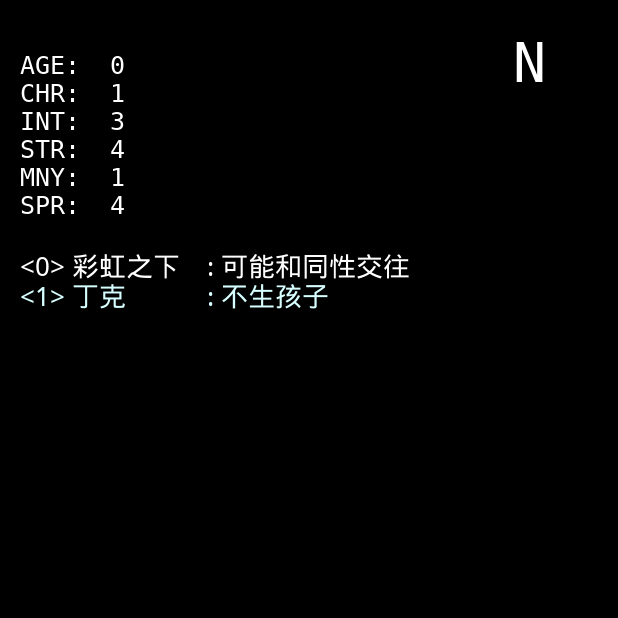 N
AGE: 0
CHR: 1
INT: 3
STR: 4
MNY: 1
SPR: 4
<0> 彩虹之下 : 可能和同性交往
<1> 丁克 : 不生孩子